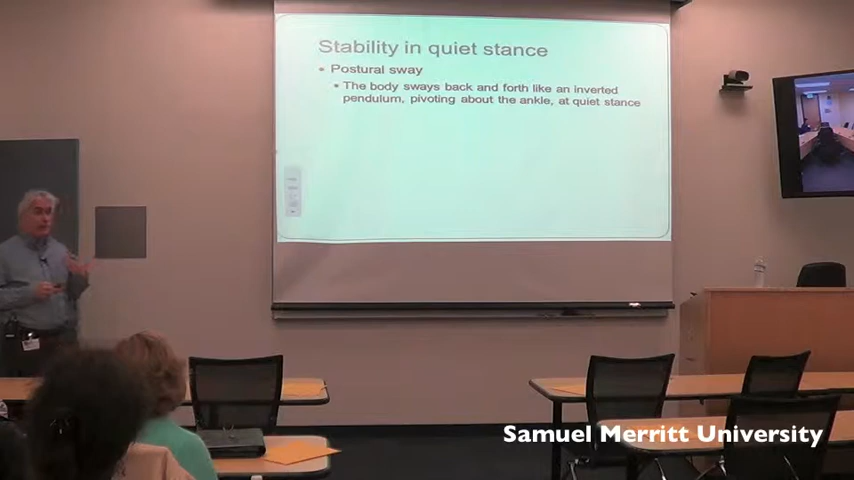 Stability in quiet stance
• Postural sway
• The body sways back and forth like an inverted
pendulum, pivoting about the ankle, at quiet stance
Samuel Merritt University